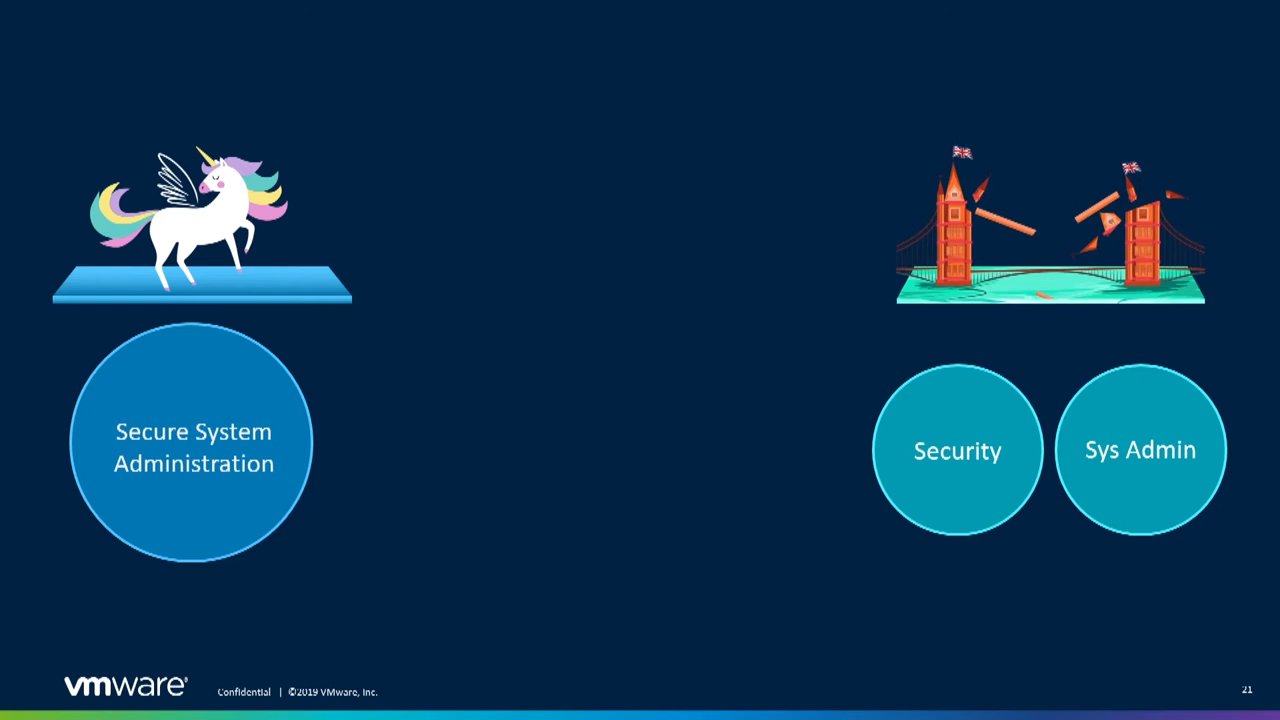 Secure System
Administration
Security
Sys Admin
vmware®
Confidential | ©2019 VMware, Inc.
21